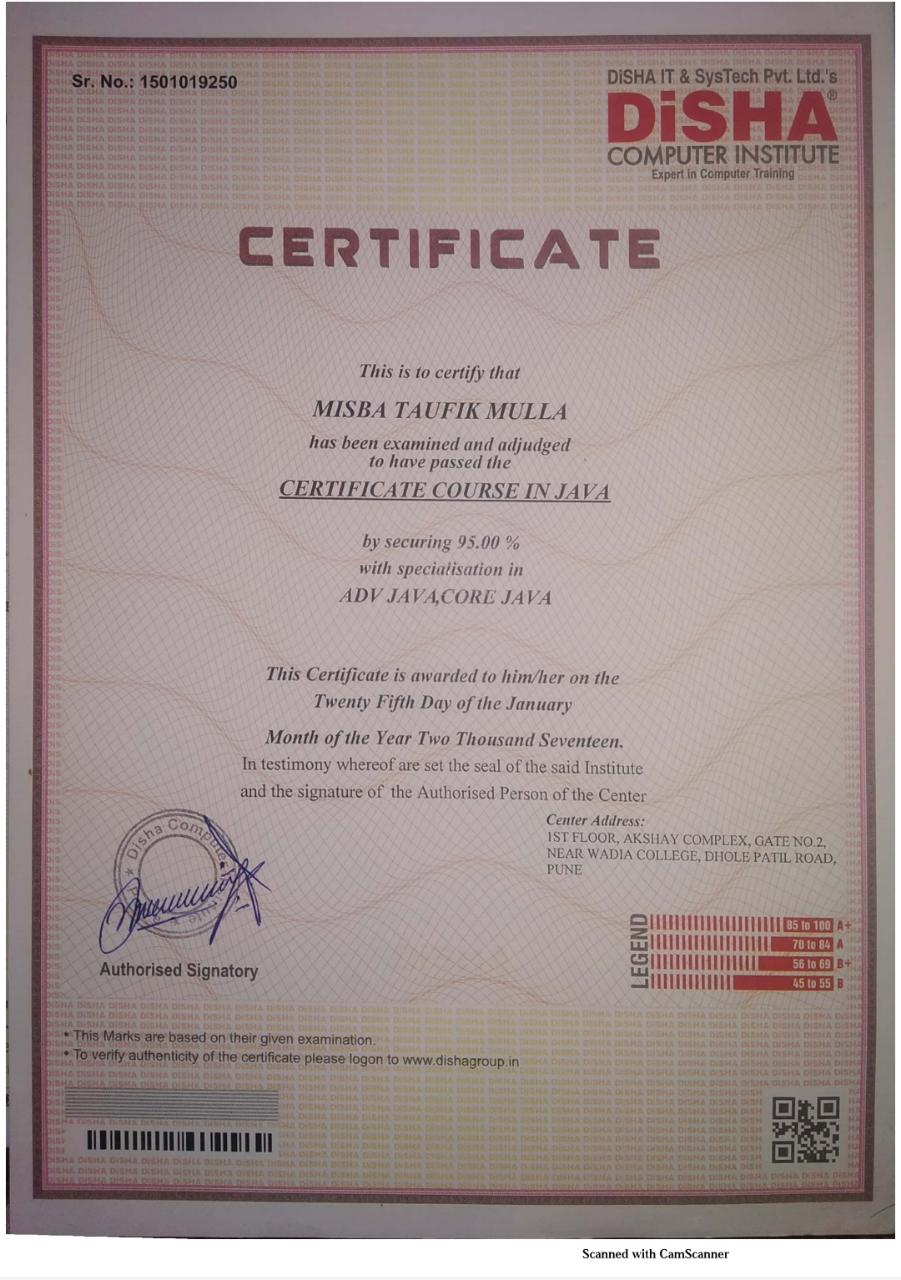 Sr. No.: 1501019250
DiSHA IT & SysTech Pvt. Ltd.'s
DiSHA®
COMPUTER INSTITUTE
Expert in Computer Training
CERTIFICATE
This is to certify that
MISBA TAUFIK MULLA
has been examined and adjudged
to have passed the
CERTIFICATE COURSE IN JAVA
by securing 95.00 %
with specialisation in
ADV JAVA,CORE JAVA
This Certificate is awarded to him/her on the
Twenty Fifth Day of the January
Month of the Year Two Thousand Seventeen.
In testimony whereof are set the seal of the said Institute
and the signature of the Authorised Person of the Center
Disha Computer
Authorised Signatory
Center Address:
1ST FLOOR, AKSHAY COMPLEX, GATE NO.2,
NEAR WADIA COLLEGE, DHOLE PATIL ROAD,
PUNE
LEGEND
85 to 100 A+
70 to 84 A
56 to 69 B+
45 to 55 B
* This Marks are based on their given examination.
* To verify authenticity of the certificate please logon to www.dishagroup.in
Scanned with CamScanner